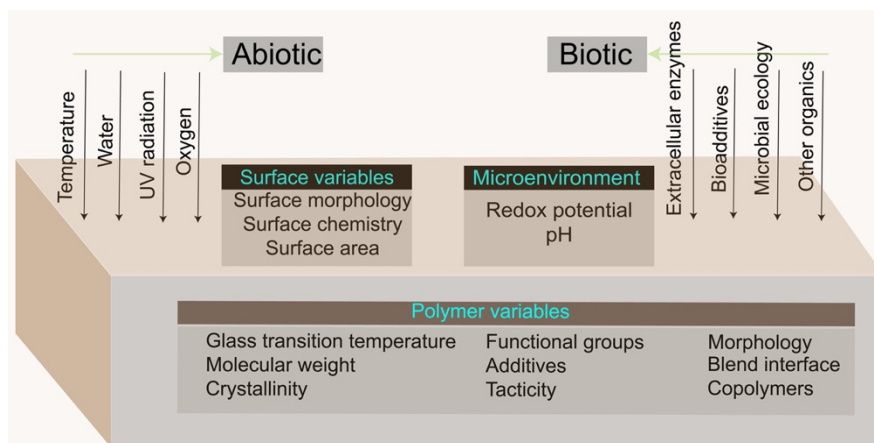 Abiotic
Biotic
Temperature
Water
UV radiation
Oxygen
Extracellular enzymes
Bioadditives
Microbial ecology
Other organics
Surface variables
Surface morphology
Surface chemistry
Surface area
Microenvironment
Redox potential
pH
Polymer variables
Glass transition temperature
Molecular weight
Crystallinity
Functional groups
Additives
Tacticity
Morphology
Blend interface
Copolymers